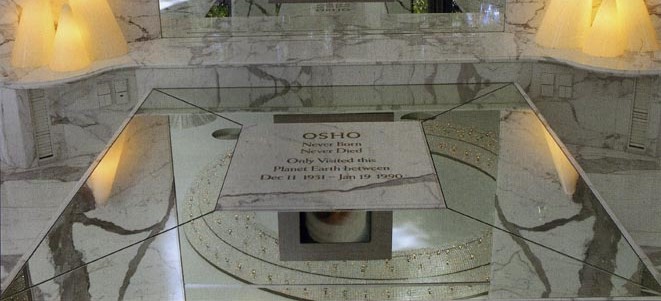 OSHO
Never Born
Never Died
Only Visited this
Planet Earth between
Dec 11 1931 – Jan 19 1990